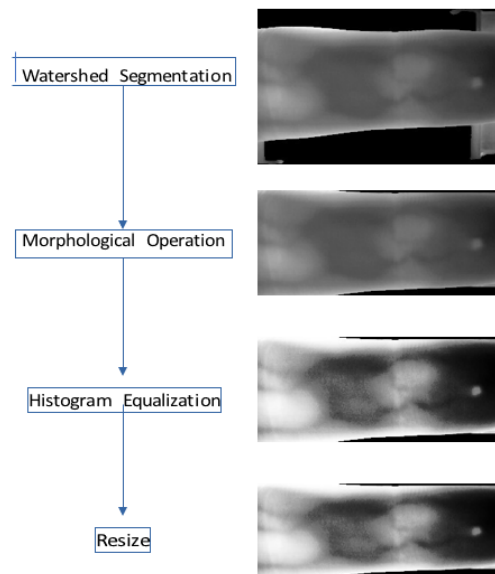 Watershed Segmentation
Morphological Operation
Histogram Equalization
Resize